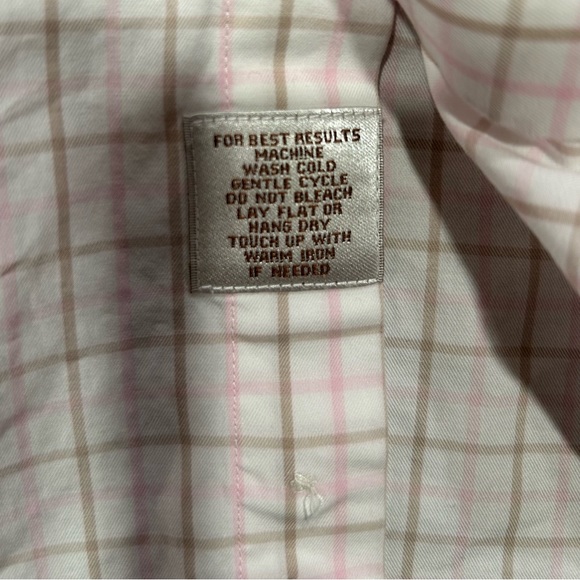 FOR BEST RESULTS
MACHINE
WASH COLD
GENTLE CYCLE
DO NOT BLEACH
LAY FLAT OR
HANG DRY
TOUCH UP WITH
WARM IRON
IF NEEDED